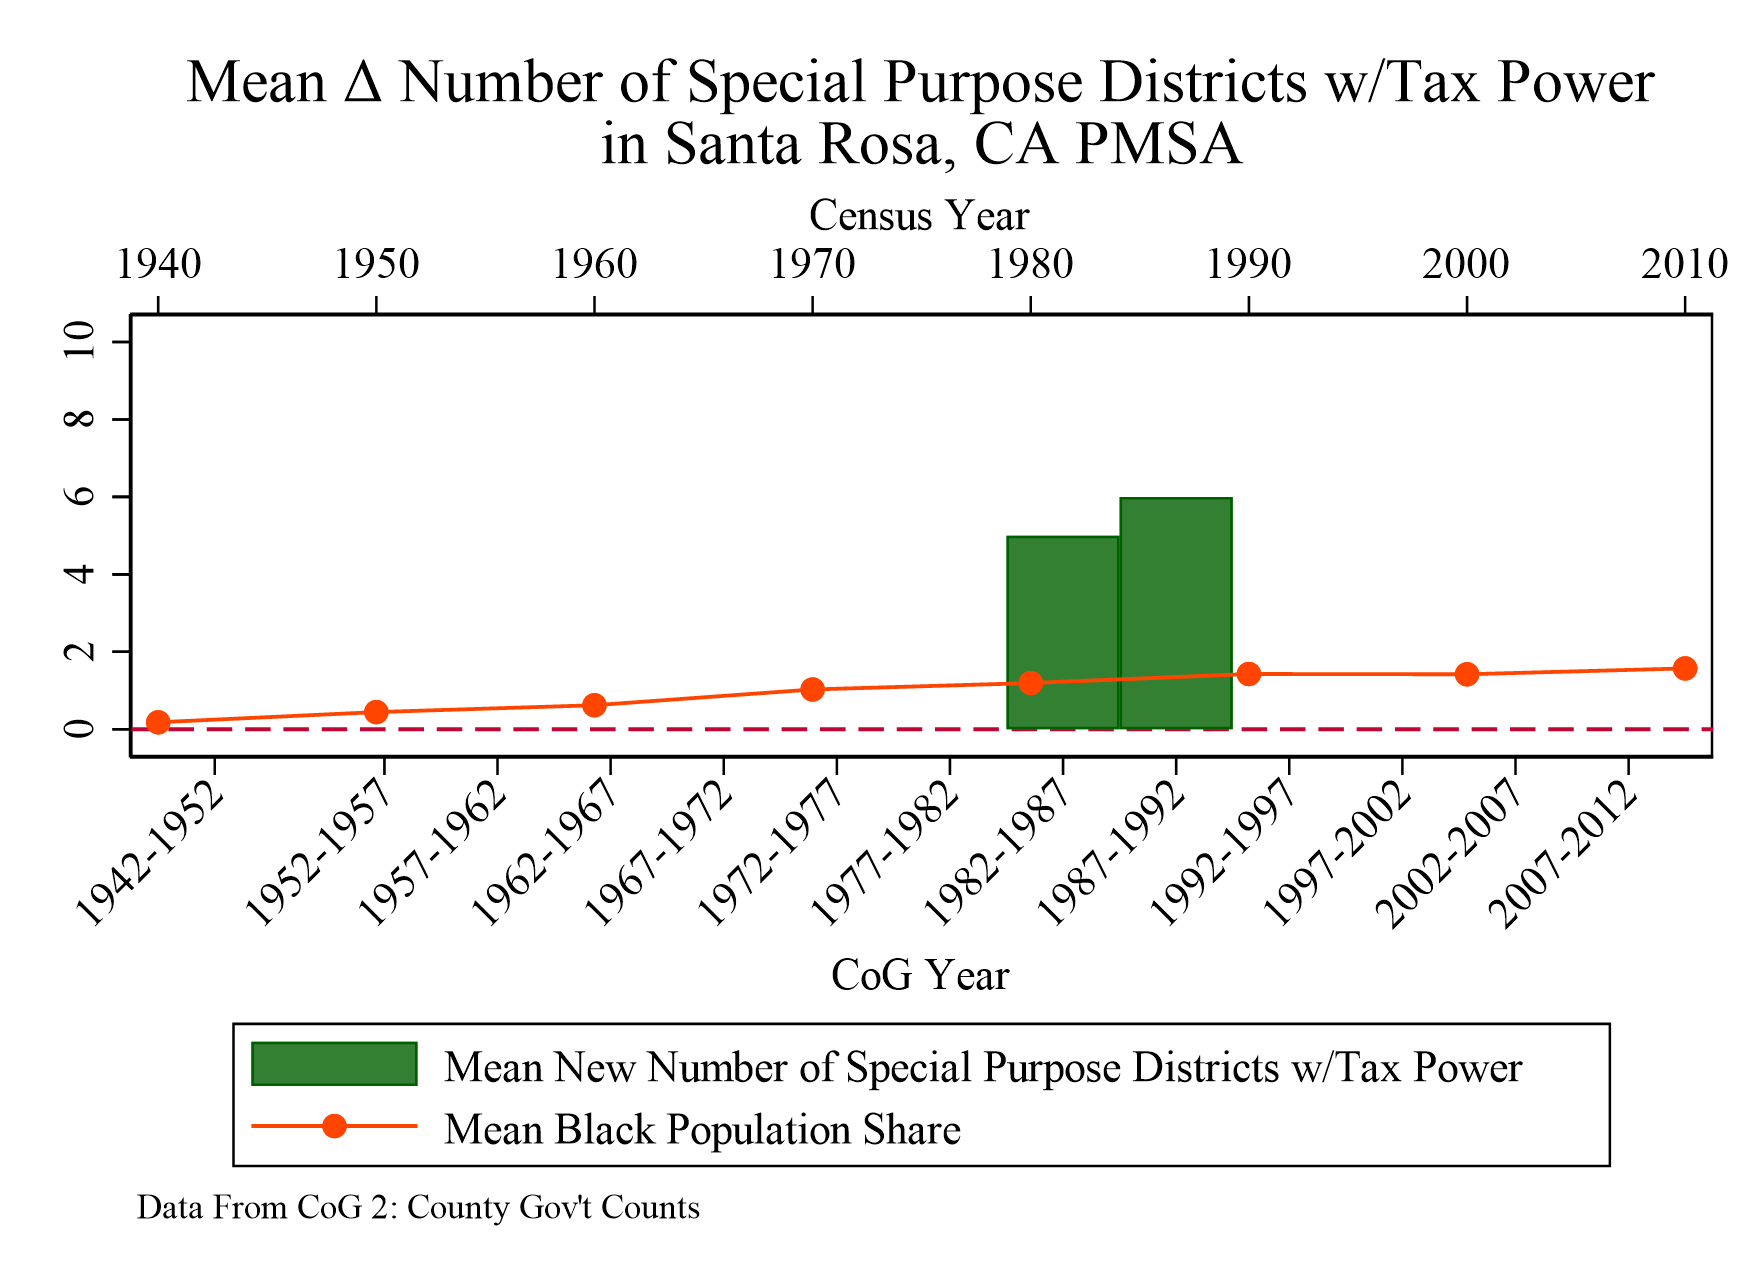 Mean Δ Number of Special Purpose Districts w/Tax Power
in Santa Rosa, CA PMSA
Census Year
1940 1950 1960 1970 1980 1990 2000 2010
10
8
6
4
2
0
1942-1952 1952-1957 1957-1962 1962-1967 1967-1972 1972-1977 1977-1982 1982-1987 1987-1992 1992-1997 1997-2002 2002-2007 2007-2012
CoG Year
Mean New Number of Special Purpose Districts w/Tax Power
Mean Black Population Share
Data From CoG 2: County Gov't Counts